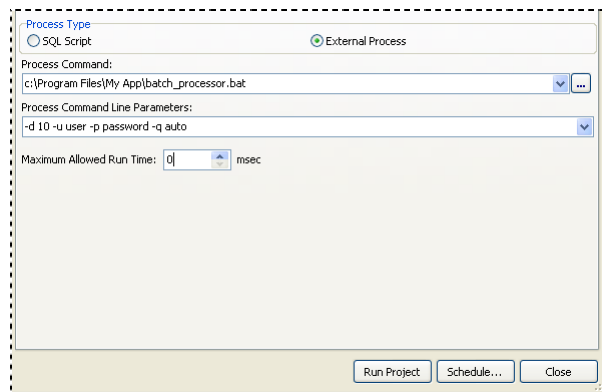 Process Type
SQL Script External Process
Process Command:
c:\Program Files\My App\batch_processor.bat ...
Process Command Line Parameters:
-d 10 -u user -p password -q auto
Maximum Allowed Run Time: 0 msec
Run Project Schedule... Close